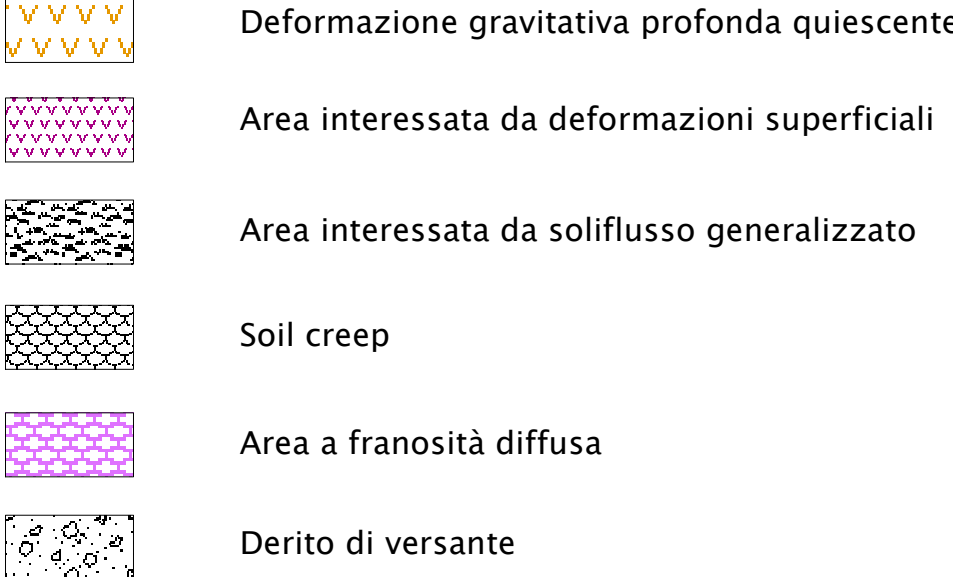 Deformazione gravitativa profonda quiescente
Area interessata da deformazioni superficiali
Area interessata da soliflusso generalizzato
Soil creep
Area a franosità diffusa
Derito di versante